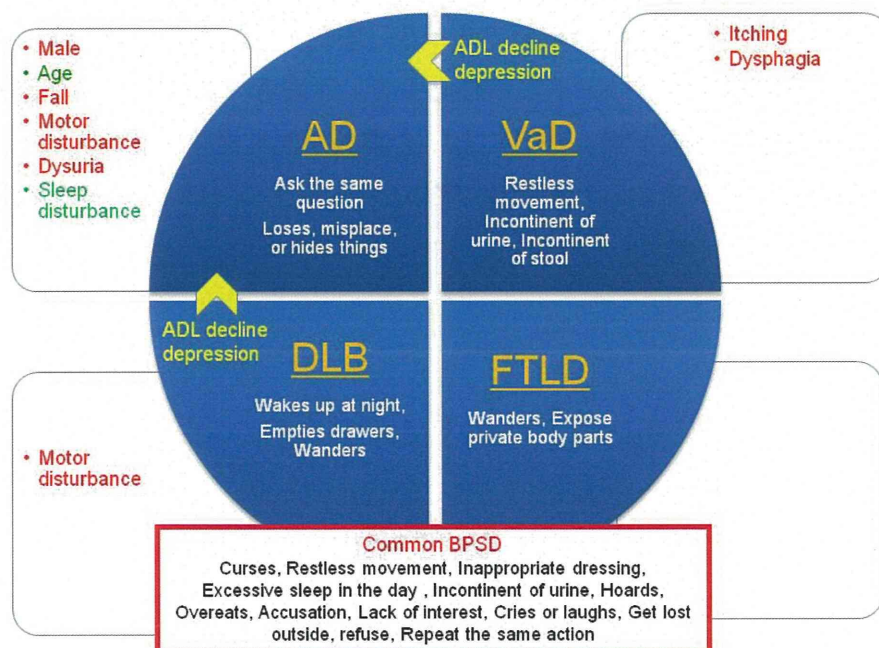 • Male
• Age
• Fall
• Motor
disturbance
• Dysuria
• Sleep
disturbance
ADL decline
depression
• Itching
• Dysphagia
AD
Ask the same
question
Loses, misplace,
or hides things
VaD
Restless
movement,
Incontinent of
urine, Incontinent
of stool
ADL decline
depression
DLB
Wakes up at night,
Empties drawers,
Wanders
FTLD
Wanders, Expose
private body parts
• Motor
disturbance
Common BPSD
Curses, Restless movement, Inappropriate dressing,
Excessive sleep in the day , Incontinent of urine, Hoards,
Overeats, Accusation, Lack of interest, Cries or laughs, Get lost
outside, refuse, Repeat the same action